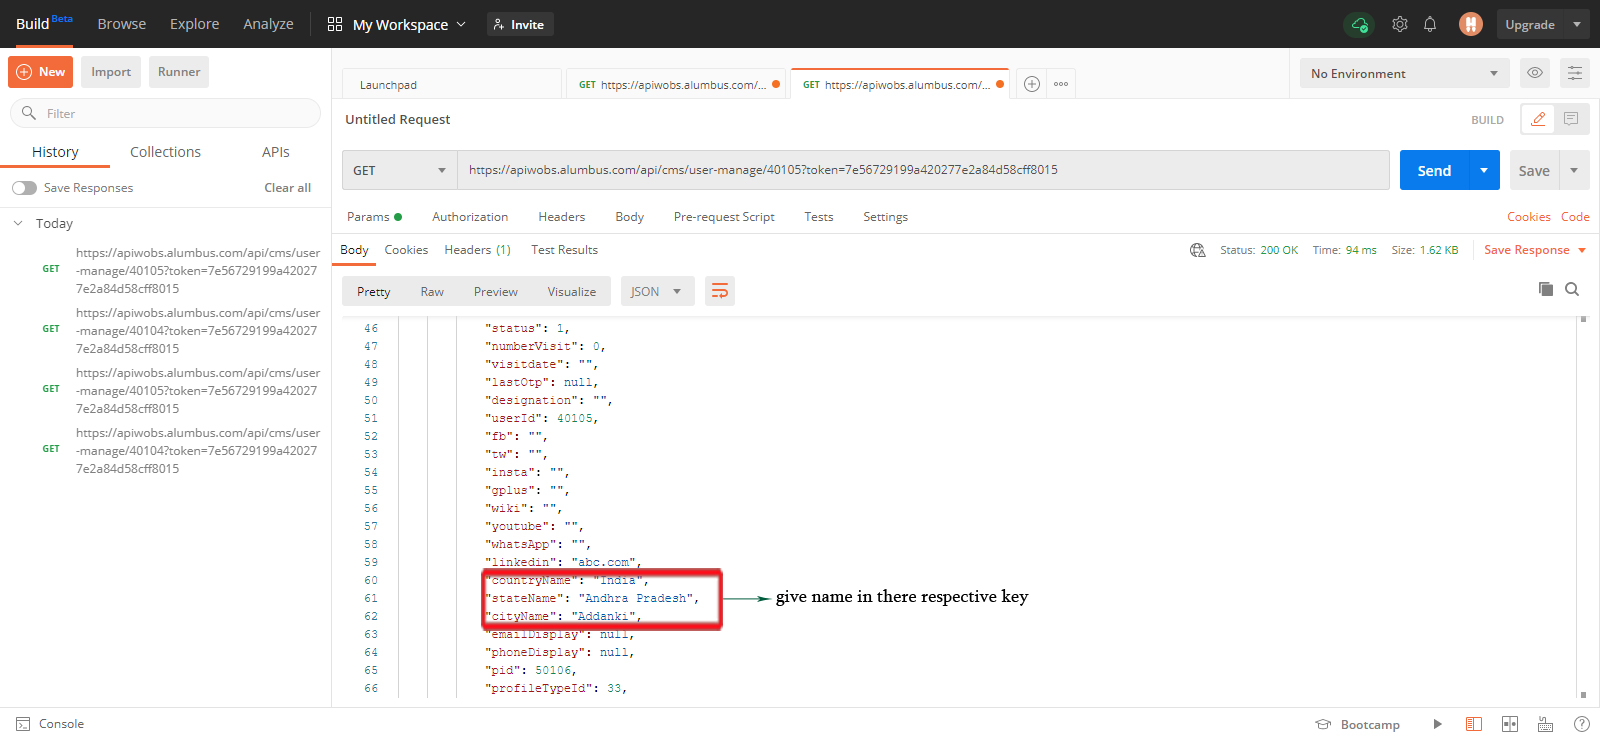 Build Beta Browse Explore Analyze My Workspace Invite Upgrade
New Import Runner
Launchpad GET https://apiwobs.alumbus.com/... GET https://apiwobs.alumbus.com/... No Environment
Filter
Untitled Request BUILD
History Collections APIs
GET https://apiwobs.alumbus.com/api/cms/user-manage/40105?token=7e56729199a420277e2a84d58cff8015 Send Save
Save Responses Clear all
Params Authorization Headers Body Pre-request Script Tests Settings Cookies Code
Today
https://apiwobs.alumbus.com/api/cms/user
GET -manage/40105?token=7e56729199a42027
7e2a84d58cff8015
https://apiwobs.alumbus.com/api/cms/user
GET -manage/40104?token=7e56729199a42027
7e2a84d58cff8015
https://apiwobs.alumbus.com/api/cms/user
GET -manage/40105?token=7e56729199a42027
7e2a84d58cff8015
https://apiwobs.alumbus.com/api/cms/user
GET -manage/40104?token=7e56729199a42027
7e2a84d58cff8015
Body Cookies Headers (1) Test Results Status: 200 OK Time: 94 ms Size: 1.62 KB Save Response
Pretty Raw Preview Visualize JSON
46 "status": 1,
47 "numberVisit": 0,
48 "visitdate": "",
49 "lastOtp": null,
50 "designation": "",
51 "userId": 40105,
52 "fb": "",
53 "tw": "",
54 "insta": "",
55 "gplus": "",
56 "wiki": "",
57 "youtube": "",
58 "whatsApp": "",
59 "linkedin": "abc.com",
60 "countryName": "India",
61 "stateName": "Andhra Pradesh", give name in there respective key
62 "cityName": "Addanki",
63 "emailDisplay": null,
64 "phoneDisplay": null,
65 "pid": 50106,
66 "profileTypeId": 33,
Console Bootcamp